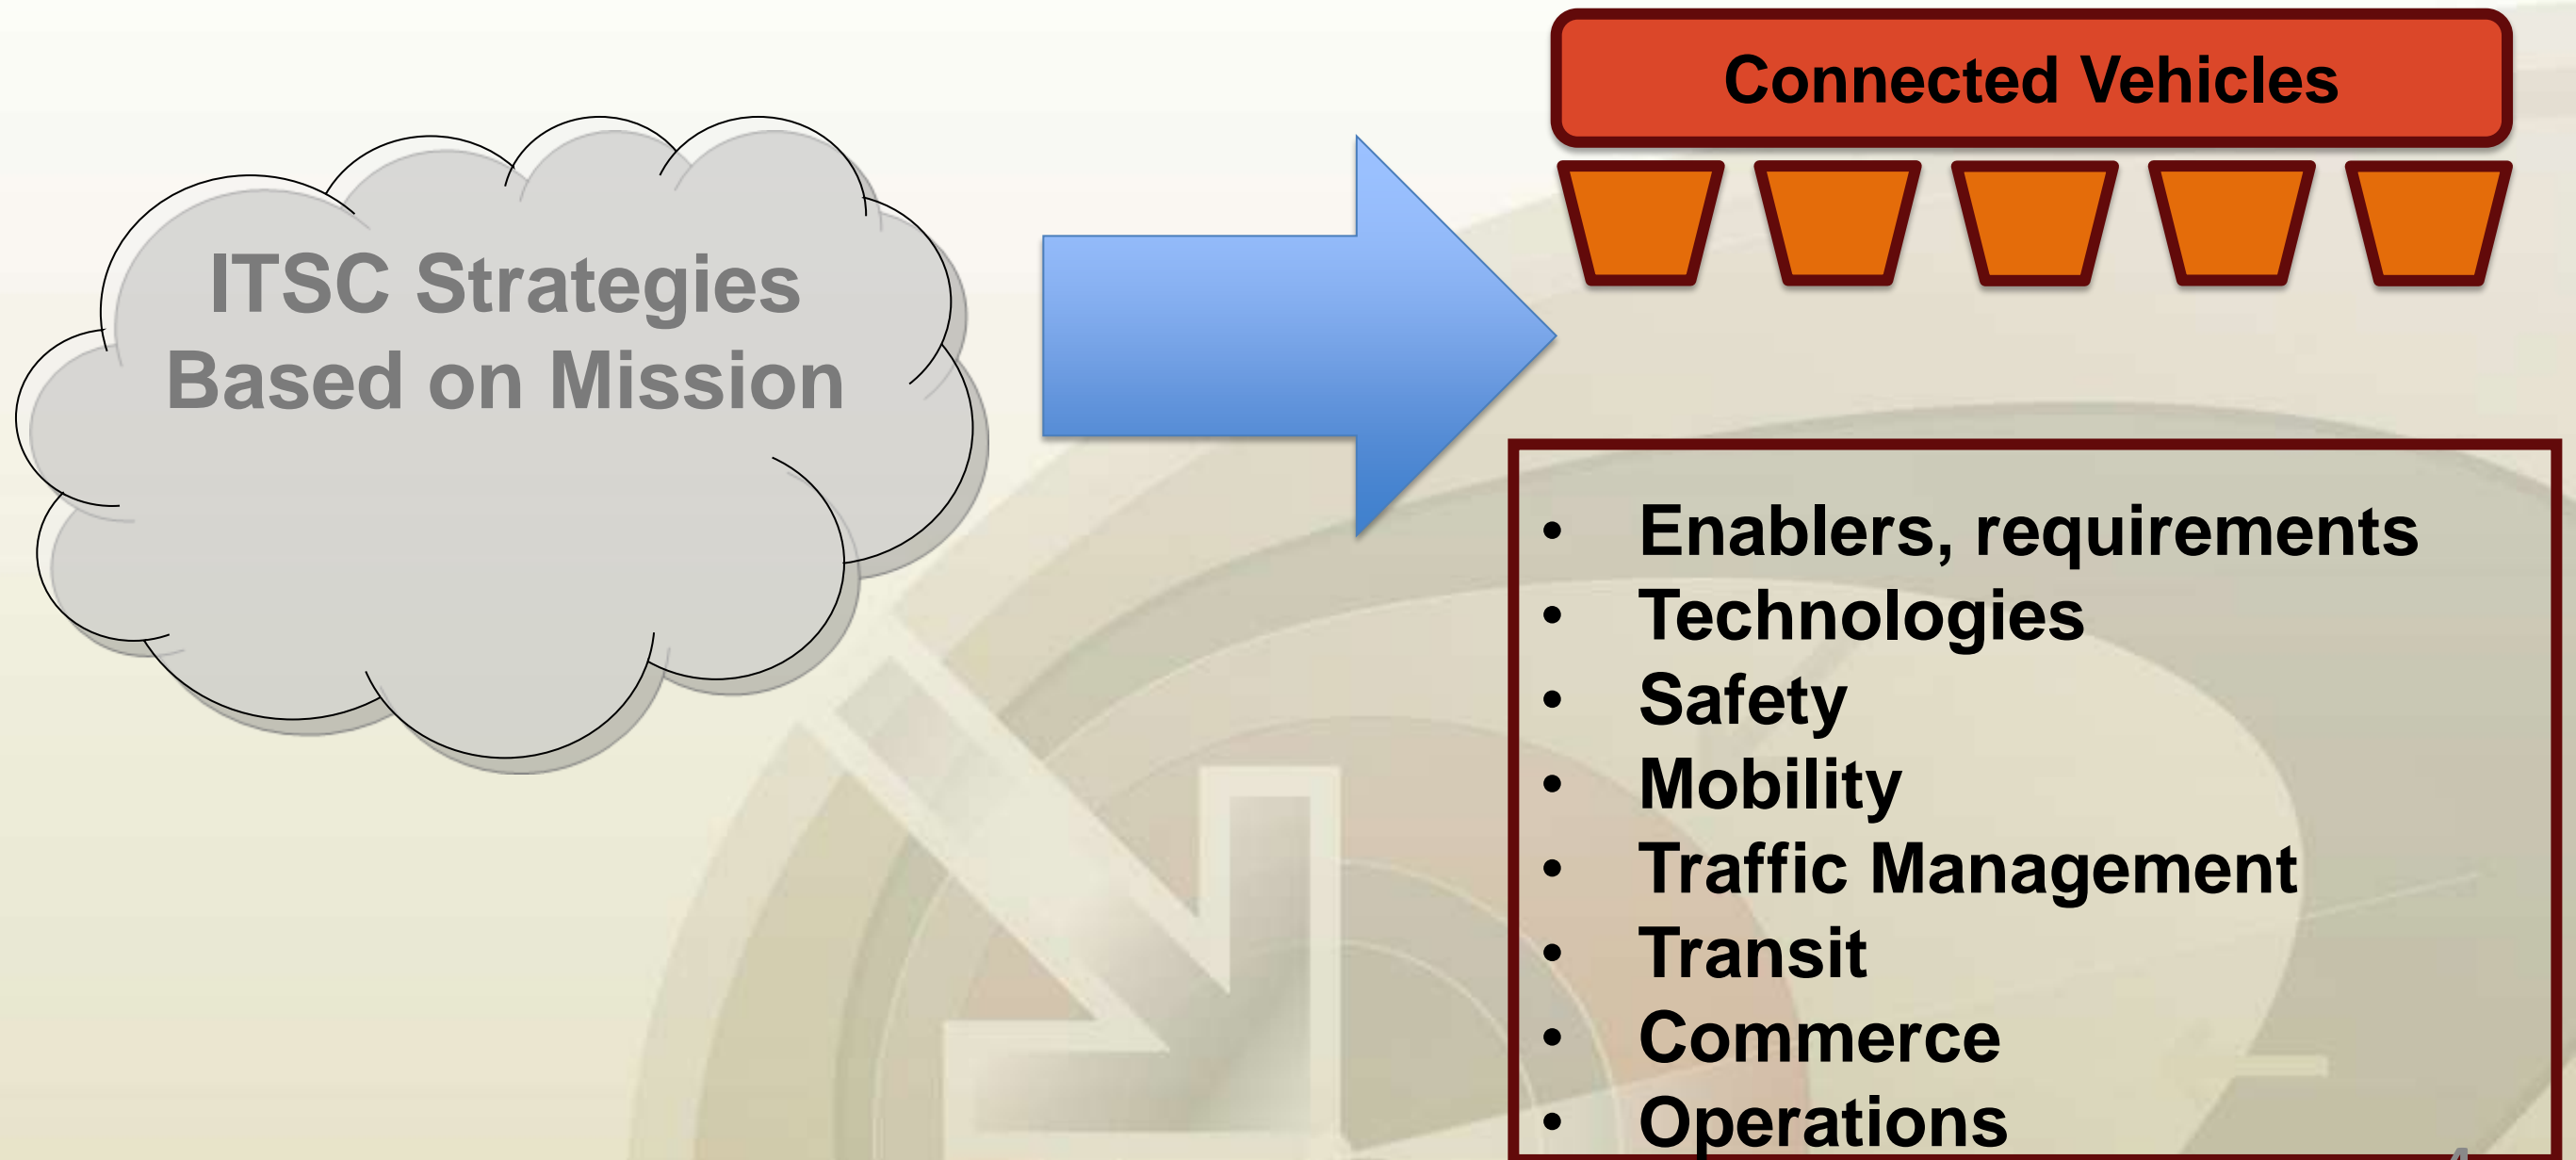 Connected Vehicles
ITSC Strategies
Based on Mission
• Enablers, requirements
• Technologies
• Safety
• Mobility
• Traffic Management
• Transit
• Commerce
• Operations